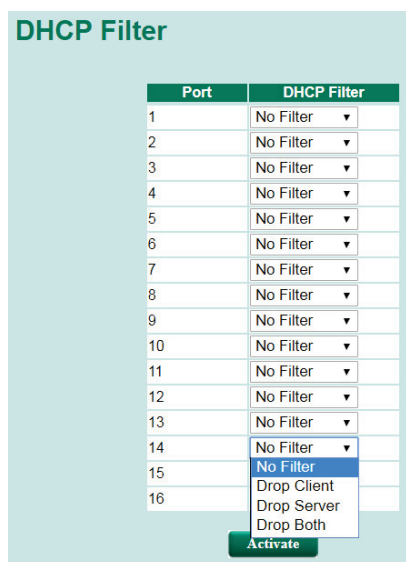 DHCP Filter
Port DHCP Filter
1 No Filter
2 No Filter
3 No Filter
4 No Filter
5 No Filter
6 No Filter
7 No Filter
8 No Filter
9 No Filter
10 No Filter
11 No Filter
12 No Filter
13 No Filter
14 No Filter
15 No Filter
Drop Client
16 Drop Server
Drop Both
Activate